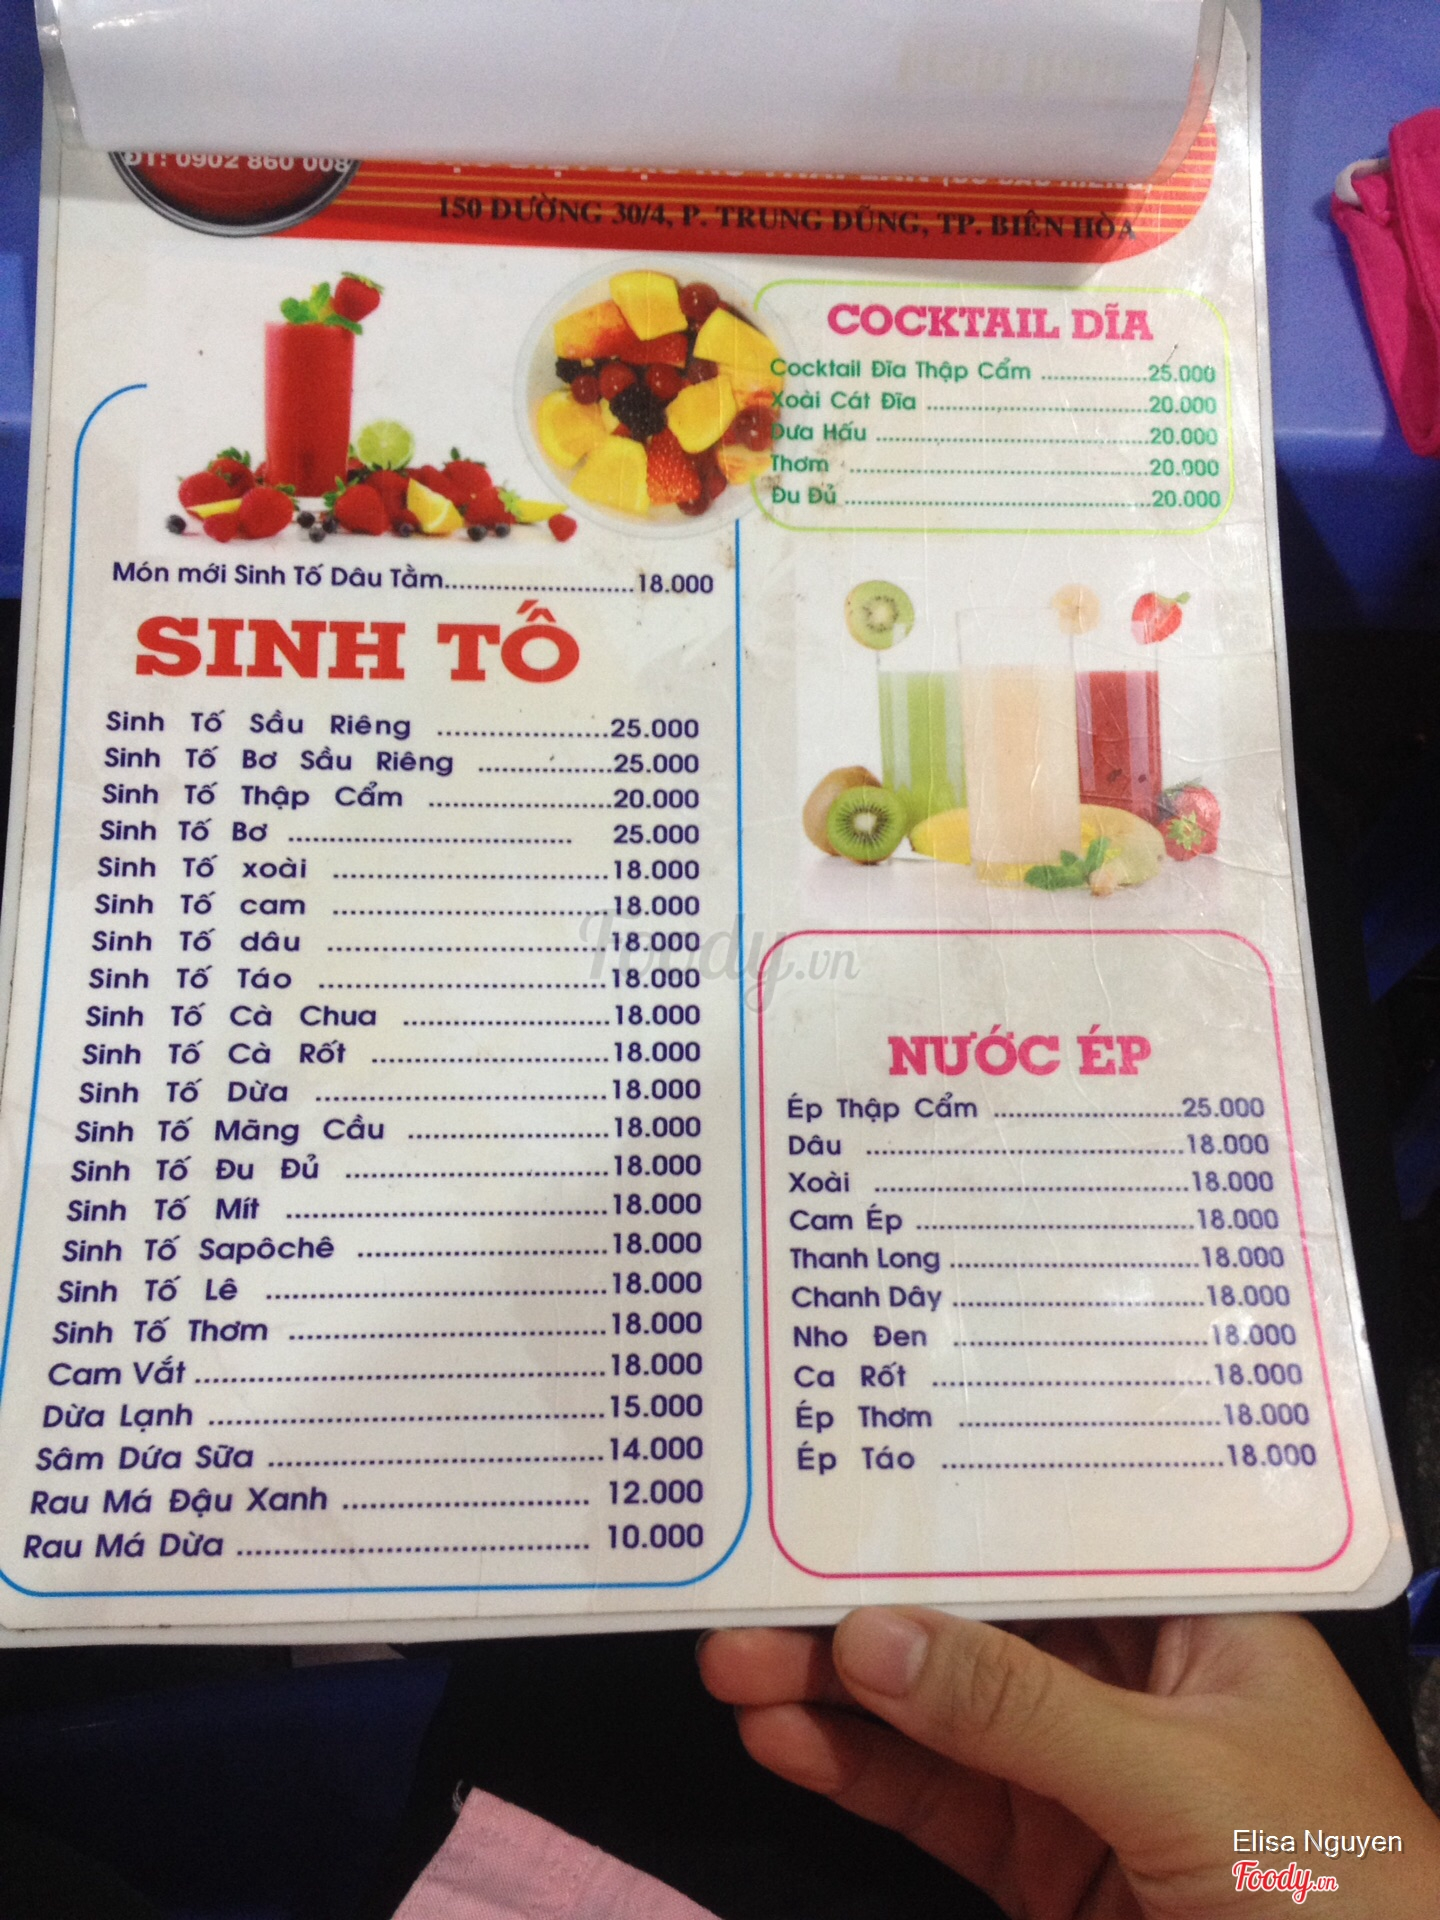 ĐT: 0902 860 008
150 ĐƯỜNG 30/4, P. TRUNG DŨNG, TP. BIÊN HÒA
COCKTAIL DĨA
Cocktail Đĩa Thập Cẩm ..................25.000
Xoài Cát Đĩa ..................20.000
Dưa Hấu ..................20.000
Thơm ..................20.000
Đu Đủ ..................20.000
Món mới Sinh Tố Dâu Tằm..................18.000
SINH TỐ
Sinh Tố Sầu Riêng ..................25.000
Sinh Tố Bơ Sầu Riêng ..................25.000
Sinh Tố Thập Cẩm ..................20.000
Sinh Tố Bơ .................. 25.000
Sinh Tố xoài ..................18.000
Sinh Tố cam ..................18.000
Sinh Tố dâu ..................18.000
Sinh Tố Táo ..................18.000
Sinh Tố Cà Chua ..................18.000
Sinh Tố Cà Rốt ..................18.000
Sinh Tố Dừa ..................18.000
Sinh Tố Mãng Cầu ..................18.000
Sinh Tố Đu Đủ ..................18.000
Sinh Tố Mít ..................18.000
Sinh Tố Sapôchê ..................18.000
Sinh Tố Lê ..................18.000
Sinh Tố Thơm ..................18.000
Cam Vắt ..................18.000
Dừa Lạnh ..................15.000
Sâm Dứa Sữa ..................14.000
Rau Má Đậu Xanh .................. 12.000
Rau Má Dừa .................. 10.000
Foody.vn
NƯỚC ÉP
Ép Thập Cẩm ..................25.000
Dâu ..................18.000
Xoài ..................18.000
Cam Ép ..................18.000
Thanh Long ..................18.000
Chanh Dây ..................18.000
Nho Đen ..................18.000
Ca Rốt ..................18.000
Ép Thơm ..................18.000
Ép Táo ..................18.000
Elisa Nguyen
Foody.vn